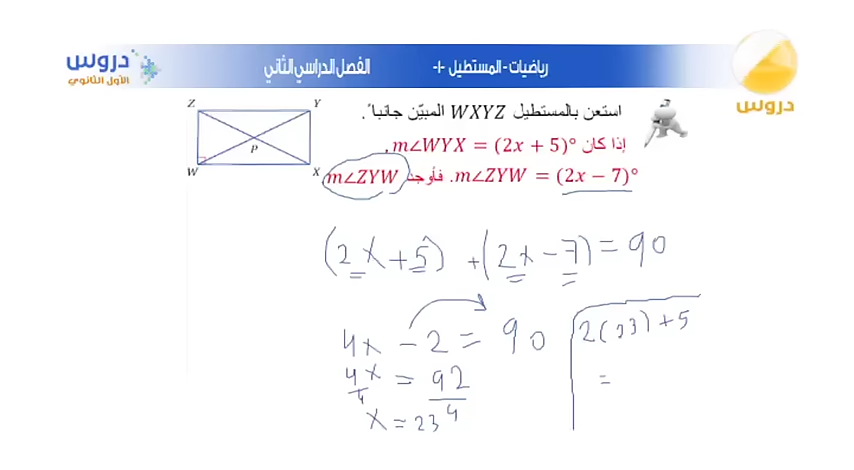 دروس
الأول الثانوي
الفصل الدراسي الثاني
رياضيات - المستطيل -١
دروس
Z Y
P
W X
استعن بالمستطيل WXYZ المبيّن جانباً.
إذا كان m∠WYX = (2x + 5)° ,
m∠ZYW = (2x − 7)°. فأوجد m∠ZYW
(2x + 5) + (2x − 7) = 90
4x − 2 = 90
4x/4 = 92/4
x = 23
2(23) + 5
=